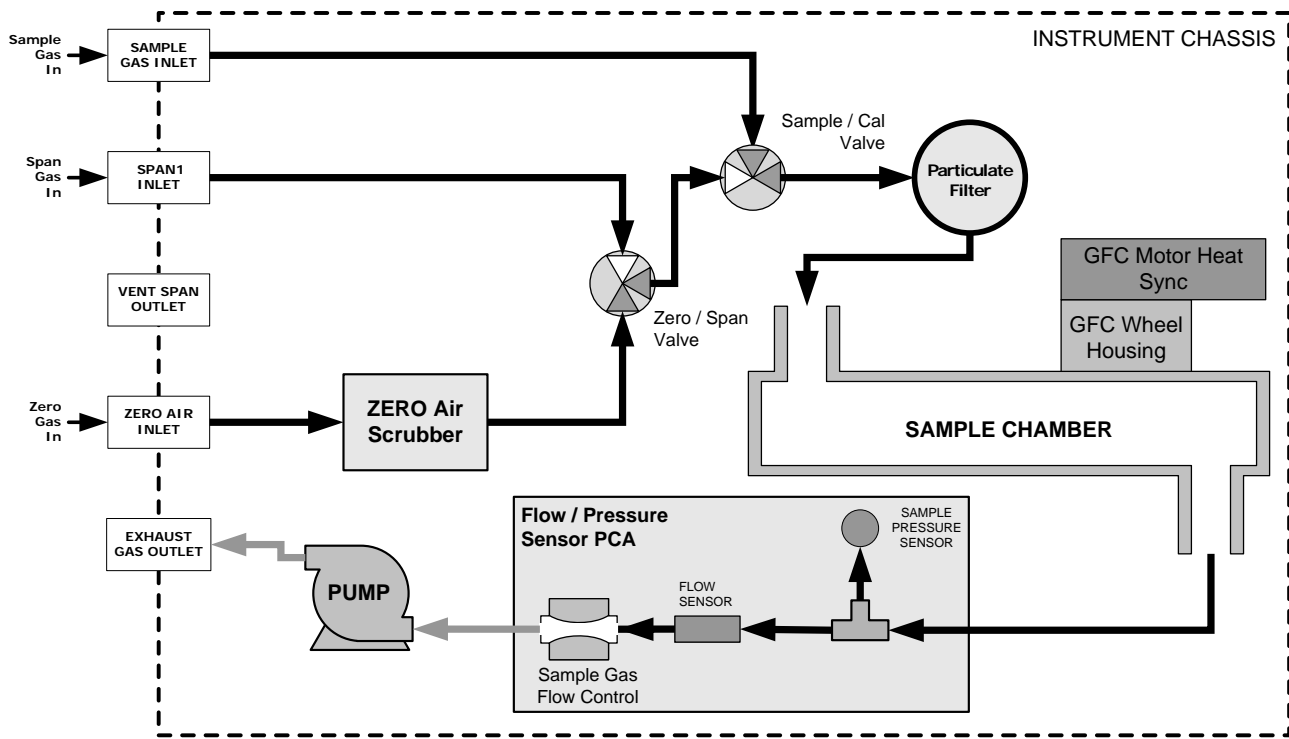 Sample
Gas
In
SAMPLE
GAS INLET
INSTRUMENT CHASSIS
Sample / Cal
Valve
Span
Gas
In
SPAN1
INLET
Particulate
Filter
VENT SPAN
OUTLET
Zero / Span
Valve
GFC Motor Heat
Sync
GFC Wheel
Housing
Zero
Gas
In
ZERO AIR
INLET
ZERO Air
Scrubber
SAMPLE CHAMBER
EXHAUST
GAS OUTLET
PUMP
Flow / Pressure
Sensor PCA
SAMPLE
PRESSURE
SENSOR
FLOW
SENSOR
Sample Gas
Flow Control